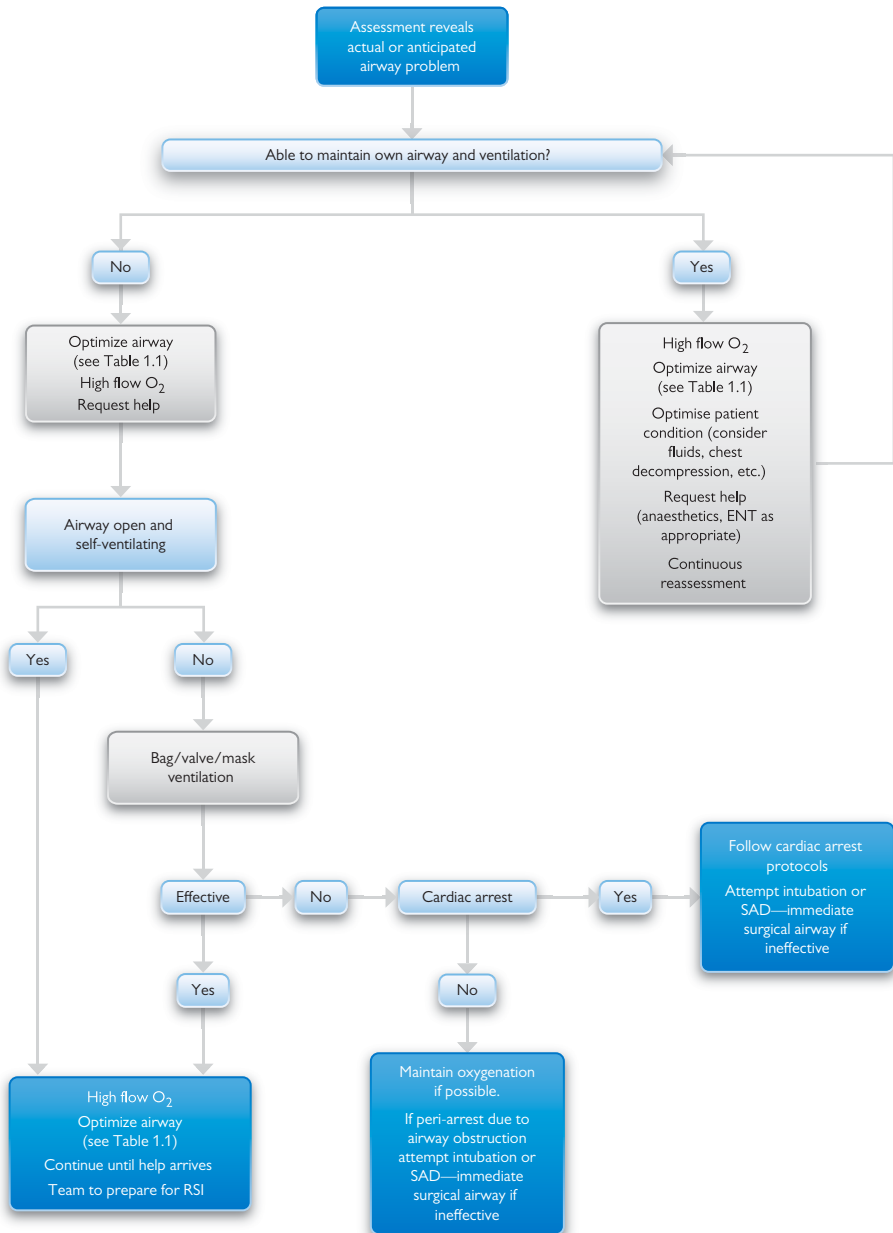 Assessment reveals
actual or anticipated
airway problem
Able to maintain own airway and ventilation?
No
Yes
Optimize airway
(see Table 1.1)
High flow O2
Request help
High flow O2
Optimize airway
(see Table 1.1)
Optimise patient
condition (consider
fluids, chest
decompression, etc.)
Request help
(anaesthetics, ENT as
appropriate)
Continuous
reassessment
Airway open and
self-ventilating
Yes
No
Bag/valve/mask
ventilation
Effective
No
Cardiac arrest
Yes
Follow cardiac arrest
protocols
Attempt intubation or
SAD—immediate
surgical airway if
ineffective
Yes
No
High flow O2
Optimize airway
(see Table 1.1)
Continue until help arrives
Team to prepare for RSI
Maintain oxygenation
if possible.
If peri-arrest due to
airway obstruction
attempt intubation or
SAD—immediate
surgical airway if
ineffective